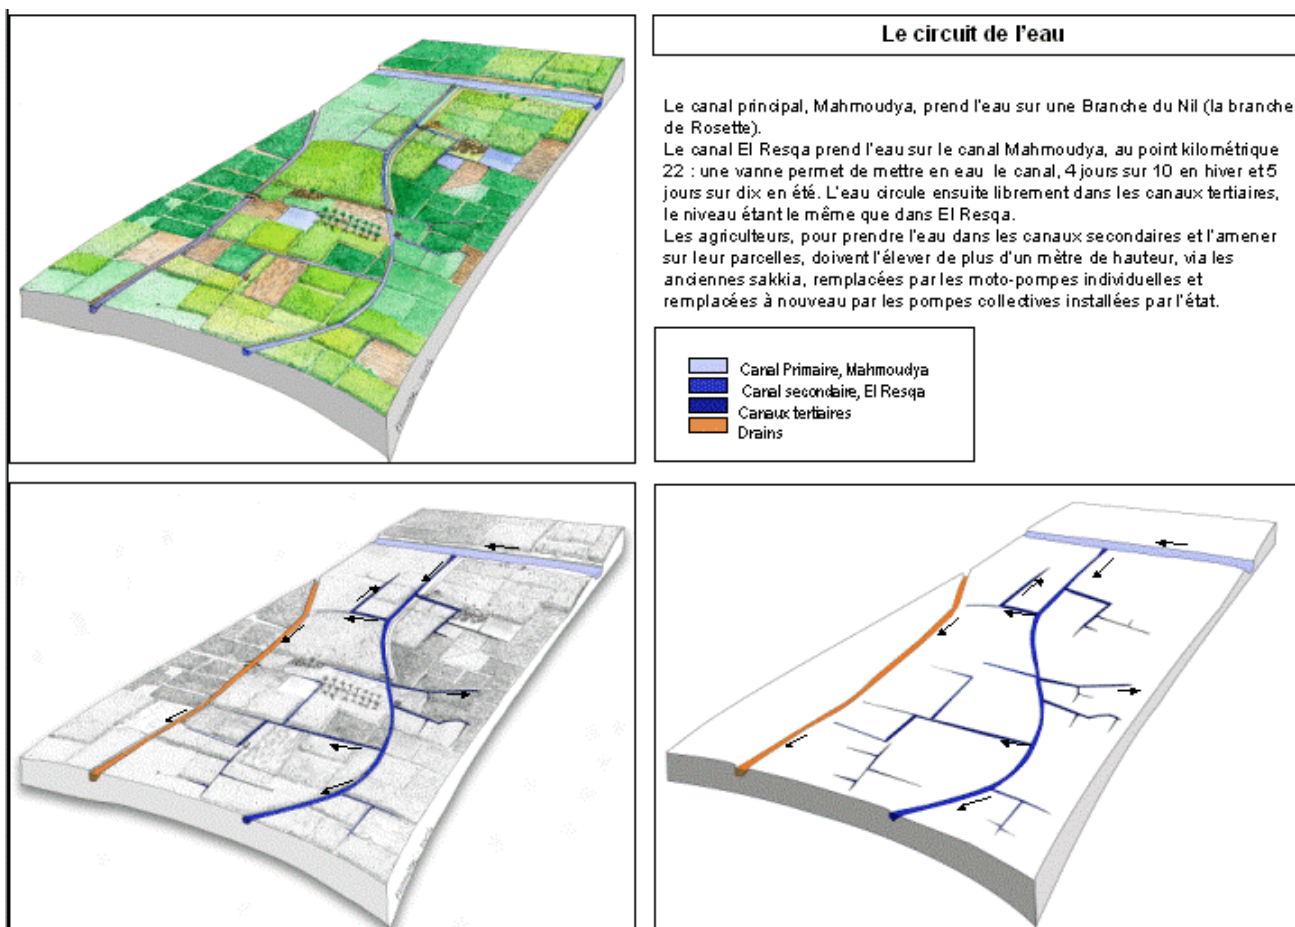 Le circuit de l'eau
Le canal principal, Mahmoudya, prend l'eau sur une Branche du Nil (la branche
de Rosette).
Le canal El Resqa prend l'eau sur le canal Mahmoudya, au point kilométrique
22 : une vanne permet de mettre en eau le canal, 4 jours sur 10 en hiver et 5
jours sur dix en été. L'eau circule ensuite librement dans les canaux tertiaires,
le niveau étant le même que dans El Resqa.
Les agriculteurs, pour prendre l'eau dans les canaux secondaires et l'amener
sur leur parcelles, doivent l'élever de plus d'un mètre de hauteur, via les
anciennes sakkia, remplacées par les moto-pompes individuelles et
remplacées à nouveau par les pompes collectives installées par l'état.
Canal Primaire, Mahmoudya
Canal secondaire, El Resqa
Canaux tertiaires
Drains